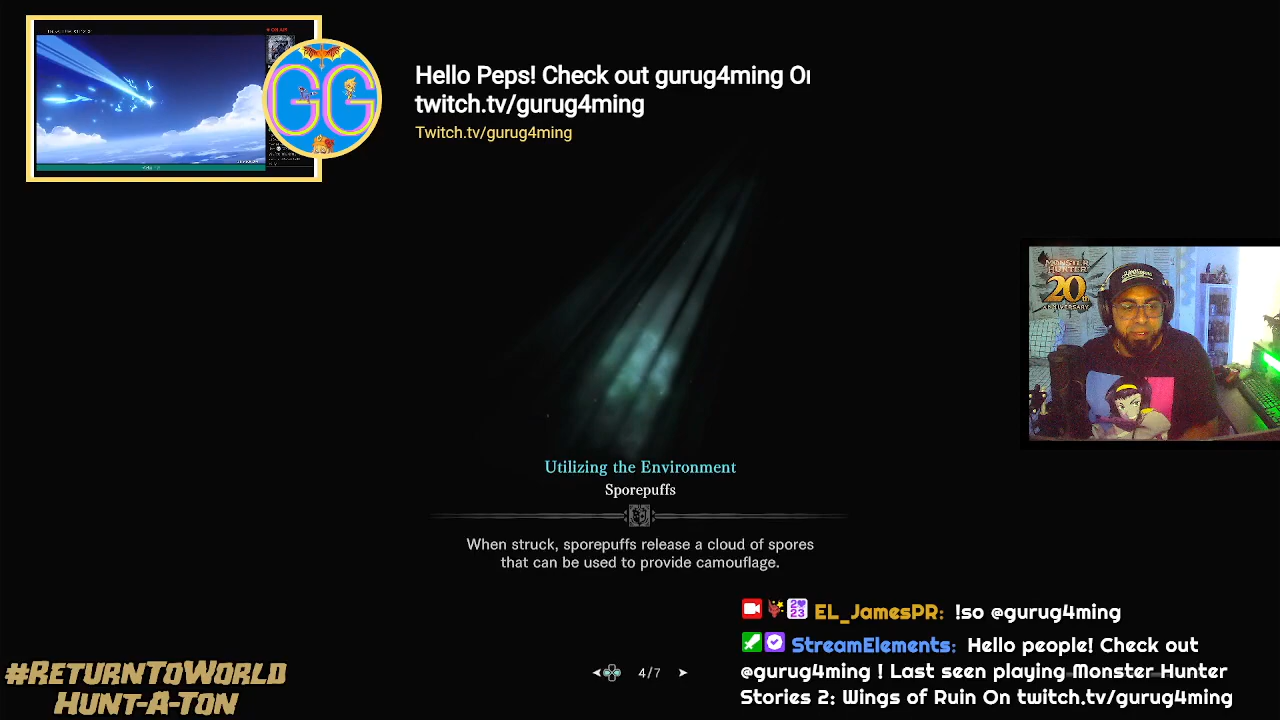 Hello Peps! Check out gurug4ming Or
twitch.tv/gurug4ming
Twitch.tv/gurug4ming
GG
MONSTER
HUNTER
20th
ANNIVERSARY
Utilizing the Environment
Sporepuffs
When struck, sporepuffs release a cloud of spores
that can be used to provide camouflage.
EL_JamesPR: !so @gurug4ming
StreamElements: Hello people! Check out
@gurug4ming ! Last seen playing Monster Hunter
Stories 2: Wings of Ruin On twitch.tv/gurug4ming
#ReturnToWorld
Hunt-A-Ton
4/7